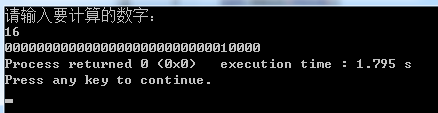 请输入要计算的数字：
16
00000000000000000000000000010000
Process returned 0 (0x0)   execution time : 1.795 s
Press any key to continue.